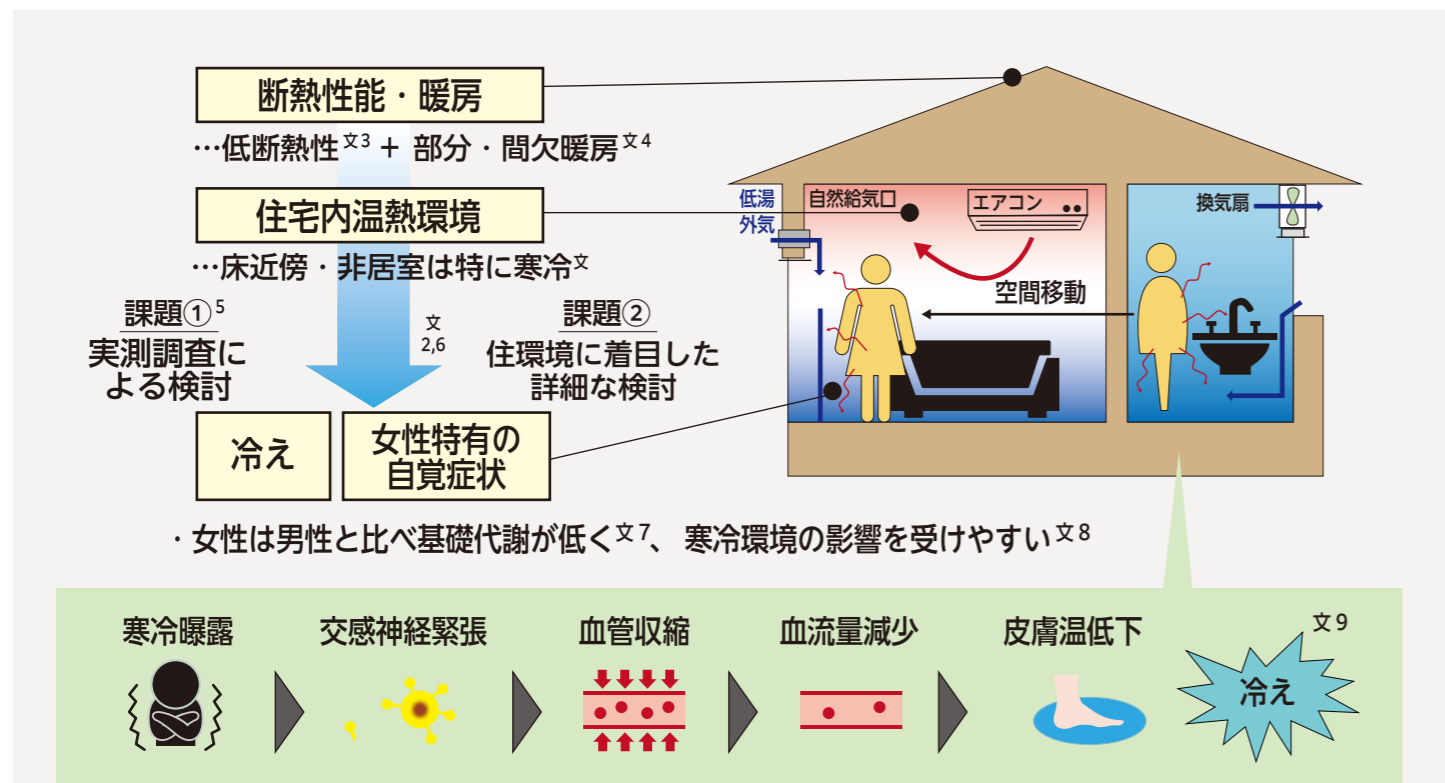 断熱性能・暖房
…低断熱性文3 + 部分・間欠暖房文4
住宅内温熱環境
…床近傍・非居室は特に寒冷文
課題①5
実測調査に
よる検討
文
2,6
課題②
住環境に着目した
詳細な検討
冷え
女性特有の
自覚症状
低湯
外気
自然給気口
エアコン
換気扇
空間移動
・女性は男性と比べ基礎代謝が低く文7、寒冷環境の影響を受けやすい文8
寒冷曝露
交感神経緊張
血管収縮
血流量減少
皮膚温低下
文9
冷え